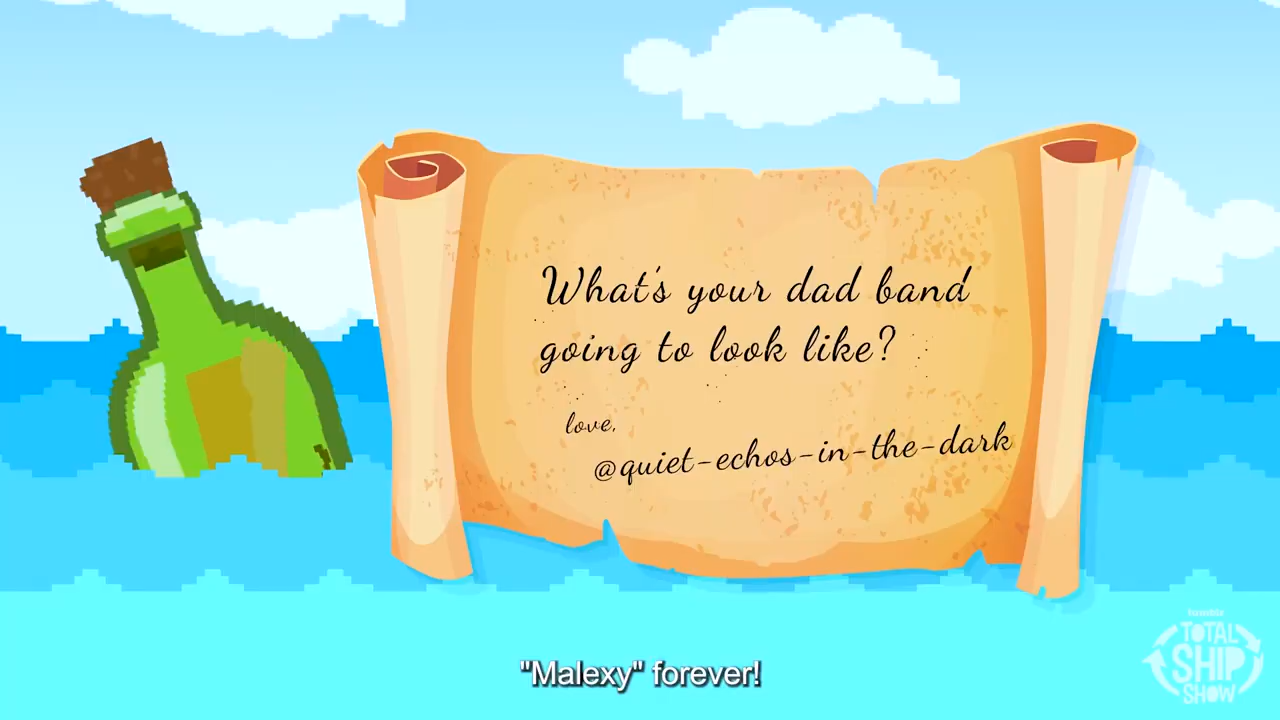 What's your dad band
going to look like?
love,
@quiet-echos-in-the-dark
"Malexy" forever!
tumblr
TOTAL
SHIP
SHOW